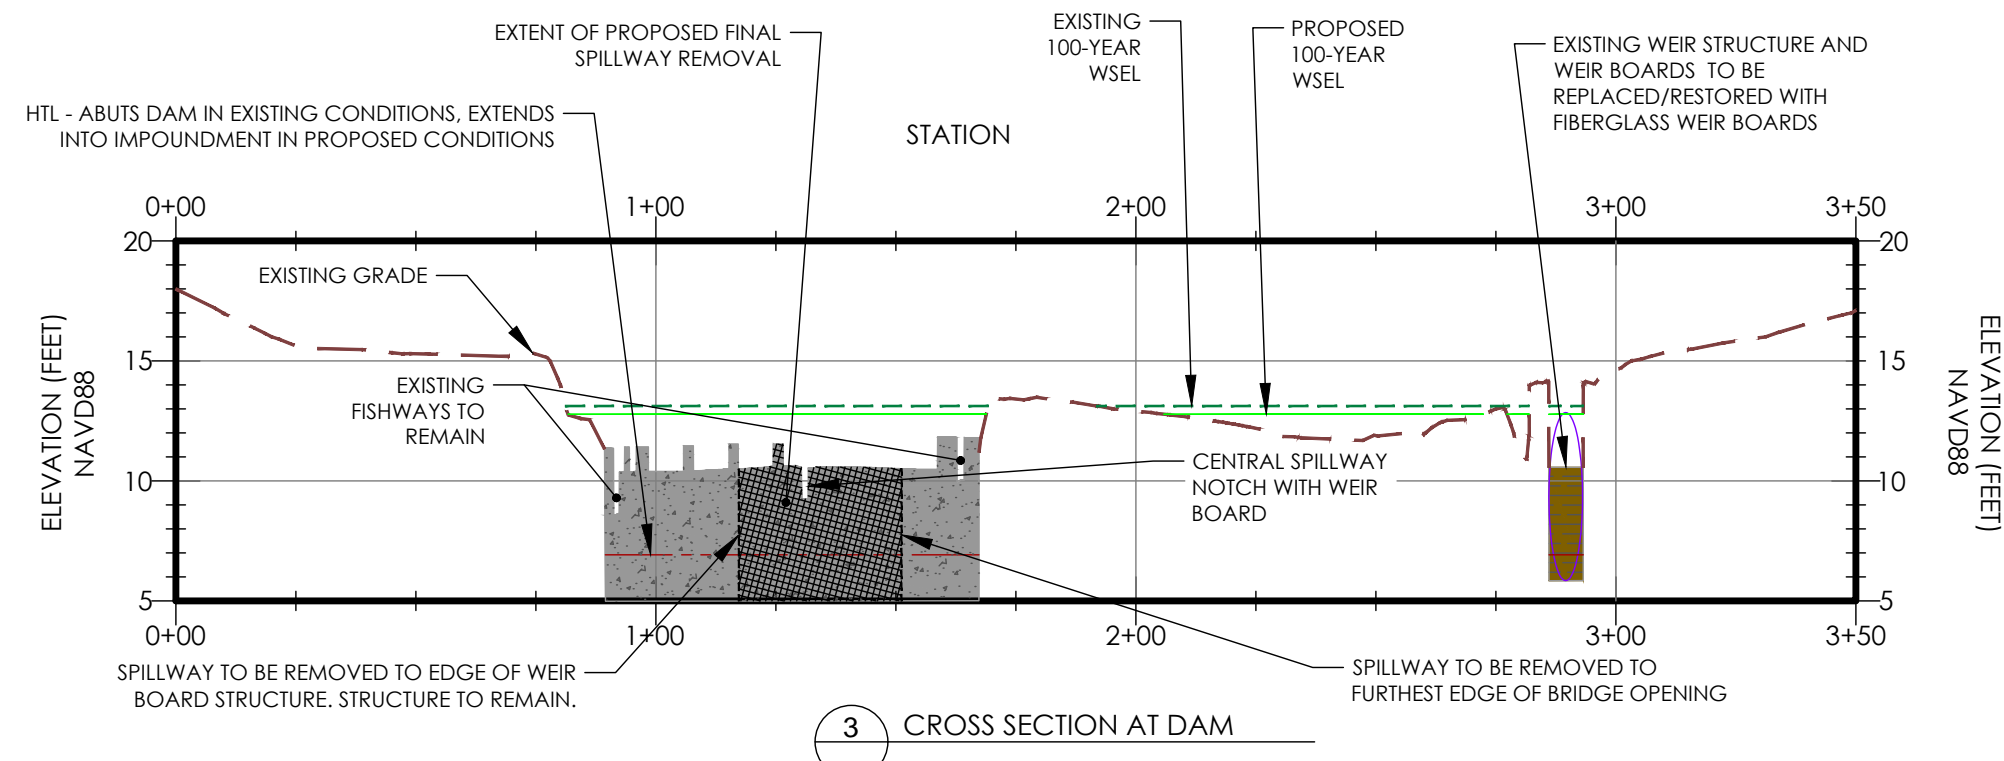 EXTENT OF PROPOSED FINAL
SPILLWAY REMOVAL
EXISTING
100-YEAR
WSEL
PROPOSED
100-YEAR
WSEL
EXISTING WEIR STRUCTURE AND
WEIR BOARDS TO BE
REPLACED/RESTORED WITH
FIBERGLASS WEIR BOARDS
HTL - ABUTS DAM IN EXISTING CONDITIONS, EXTENDS
INTO IMPOUNDMENT IN PROPOSED CONDITIONS
STATION
0+00 1+00 2+00 3+00 3+50
20 20
EXISTING GRADE
15 15
EXISTING
FISHWAYS TO
REMAIN
ELEVATION (FEET)
NAVD88
ELEVATION (FEET)
NAVD88
CENTRAL SPILLWAY
NOTCH WITH WEIR
BOARD
10 10
5 5
0+00 1+00 2+00 3+00 3+50
SPILLWAY TO BE REMOVED TO EDGE OF WEIR
BOARD STRUCTURE. STRUCTURE TO REMAIN.
SPILLWAY TO BE REMOVED TO
FURTHEST EDGE OF BRIDGE OPENING
3 CROSS SECTION AT DAM